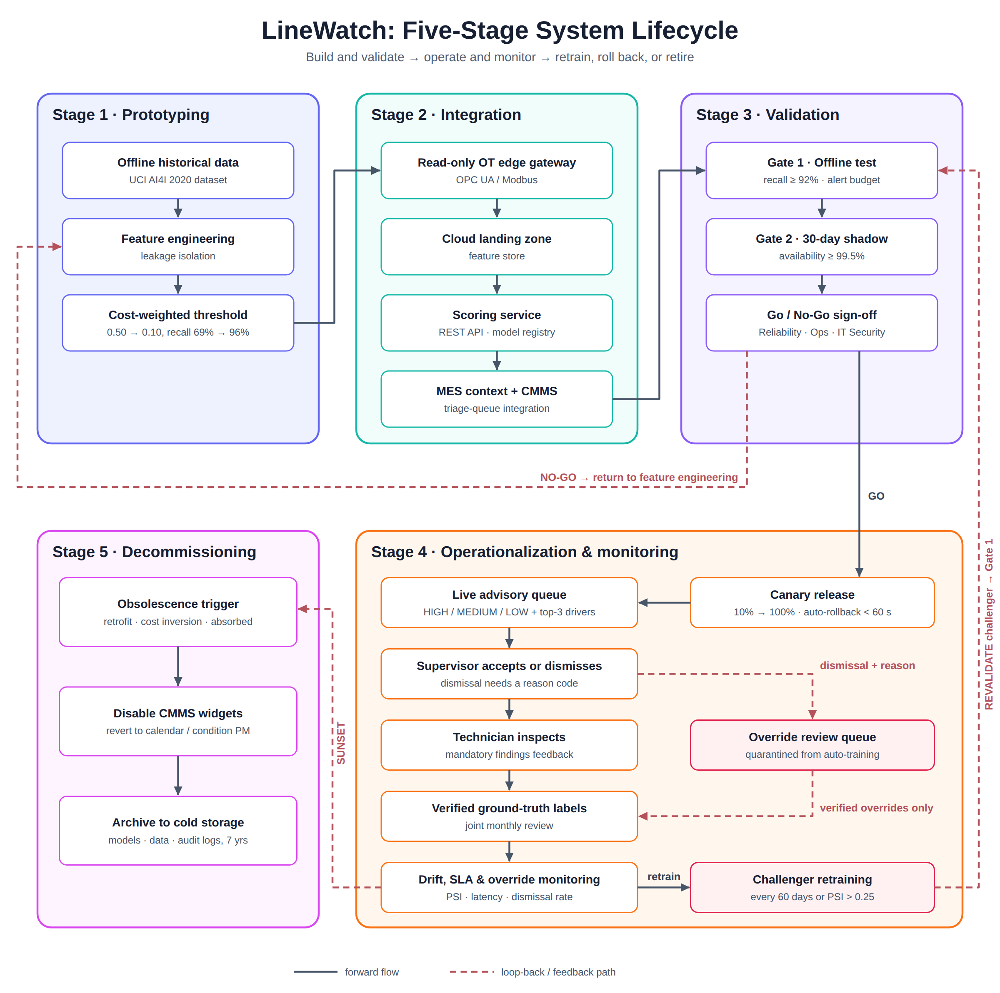 LineWatch: Five-Stage System Lifecycle
Build and validate → operate and monitor → retrain, roll back, or retire
Stage 1 · Prototyping
Offline historical data
UCI AI4I 2020 dataset
Feature engineering
leakage isolation
Cost-weighted threshold
0.50 → 0.10, recall 69% → 96%
Stage 2 · Integration
Read-only OT edge gateway
OPC UA / Modbus
Cloud landing zone
feature store
Scoring service
REST API · model registry
MES context + CMMS
triage-queue integration
Stage 3 · Validation
Gate 1 · Offline test
recall ≥ 92% · alert budget
Gate 2 · 30-day shadow
availability ≥ 99.5%
Go / No-Go sign-off
Reliability · Ops · IT Security
NO-GO → return to feature engineering
GO
REVALIDATE challenger → Gate 1
Stage 5 · Decommissioning
Obsolescence trigger
retrofit · cost inversion · absorbed
Disable CMMS widgets
revert to calendar / condition PM
Archive to cold storage
models · data · audit logs, 7 yrs
SUNSET
Stage 4 · Operationalization & monitoring
Live advisory queue
HIGH / MEDIUM / LOW + top-3 drivers
Canary release
10% → 100% · auto-rollback < 60 s
Supervisor accepts or dismisses
dismissal needs a reason code
dismissal + reason
Technician inspects
mandatory findings feedback
Override review queue
quarantined from auto-training
Verified ground-truth labels
joint monthly review
verified overrides only
Drift, SLA & override monitoring
PSI · latency · dismissal rate
retrain
Challenger retraining
every 60 days or PSI > 0.25
forward flow
loop-back / feedback path